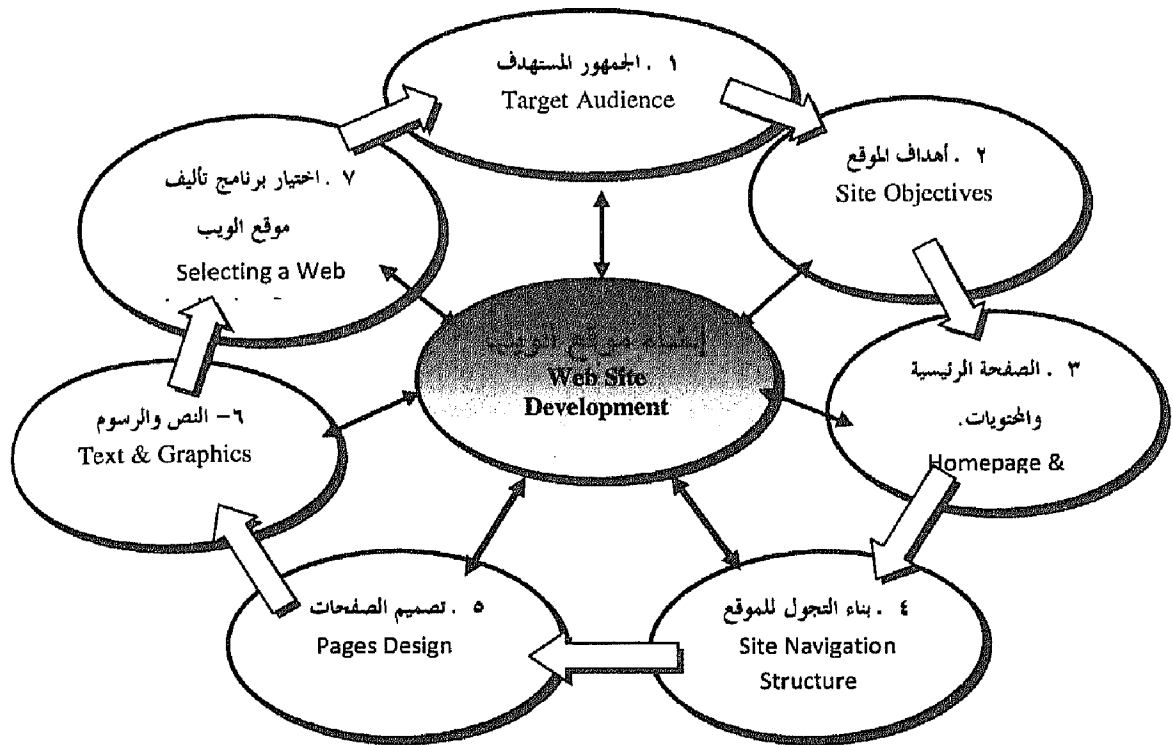 ١ . الجمهور المستهدف
Target Audience
٢ . أهداف الموقع
Site Objectives
٣ . الصفحة الرئيسية
والمحتويات.
Homepage &
٤ . بناء التجول للموقع
Site Navigation
Structure
٥ . تصميم الصفحات
Pages Design
٦- النص والرسوم
Text & Graphics
٧ . اختيار برنامج تأليف
موقع الويب
Selecting a Web
إنشاء موقع الويب
Web Site
Development